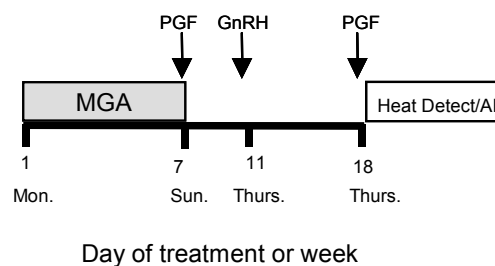 PGF GnRH PGF
MGA Heat Detect/AI
1 7 11 18
Mon. Sun. Thurs. Thurs.
Day of treatment or week